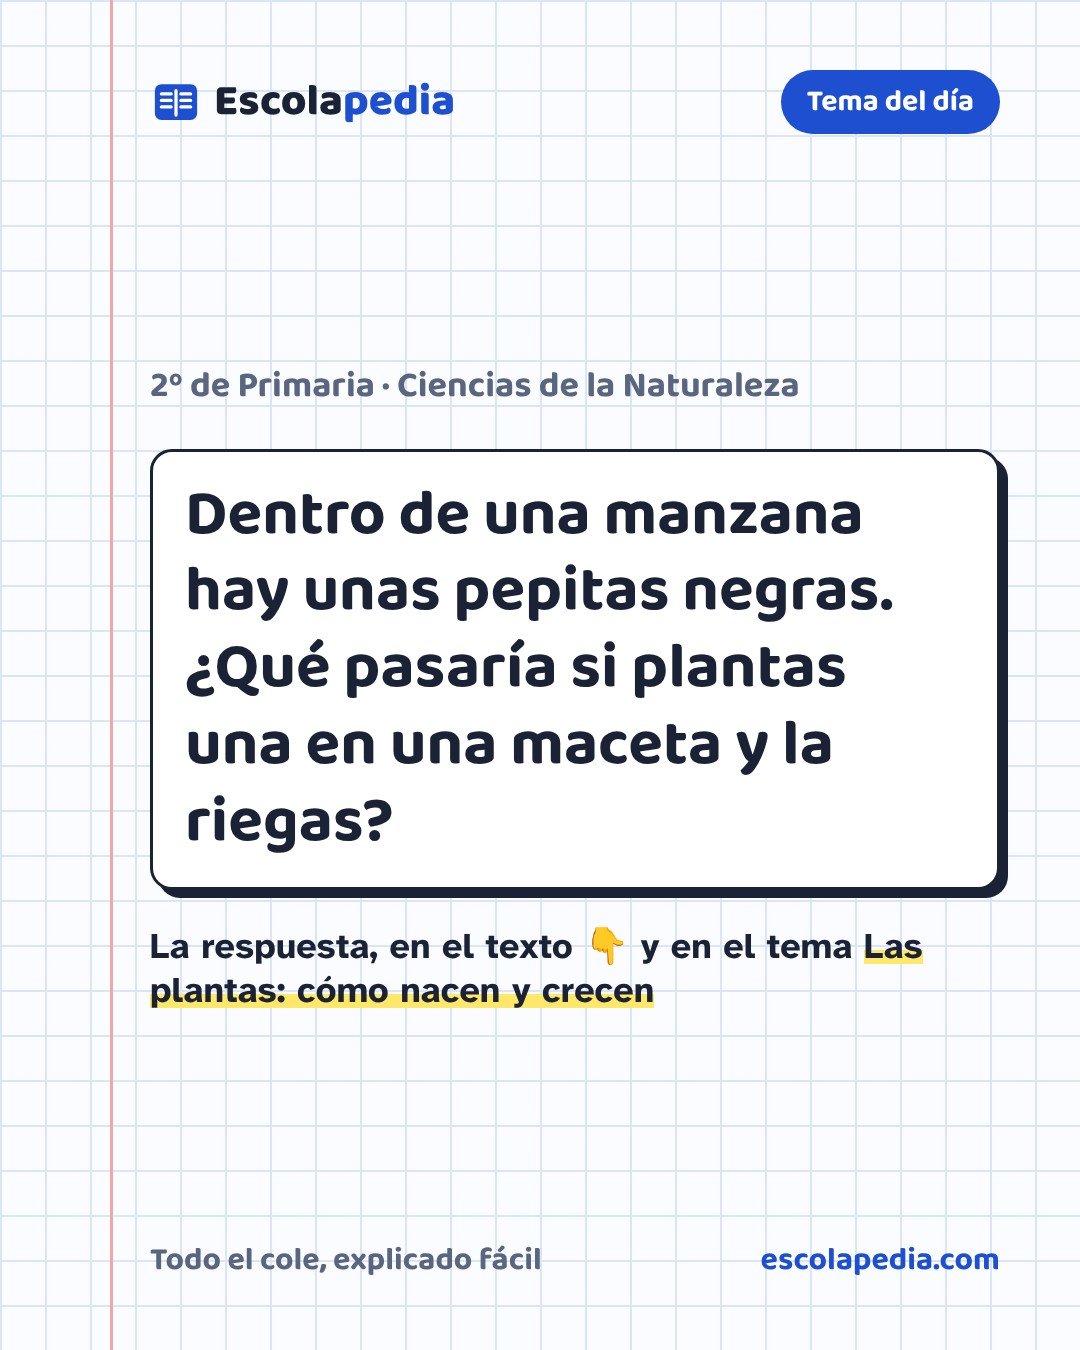 Escolapedia
Tema del día
2º de Primaria · Ciencias de la Naturaleza
Dentro de una manzana
hay unas pepitas negras.
¿Qué pasaría si plantas
una en una maceta y la
riegas?
La respuesta, en el texto 👇 y en el tema Las
plantas: cómo nacen y crecen
Todo el cole, explicado fácil
escolapedia.com